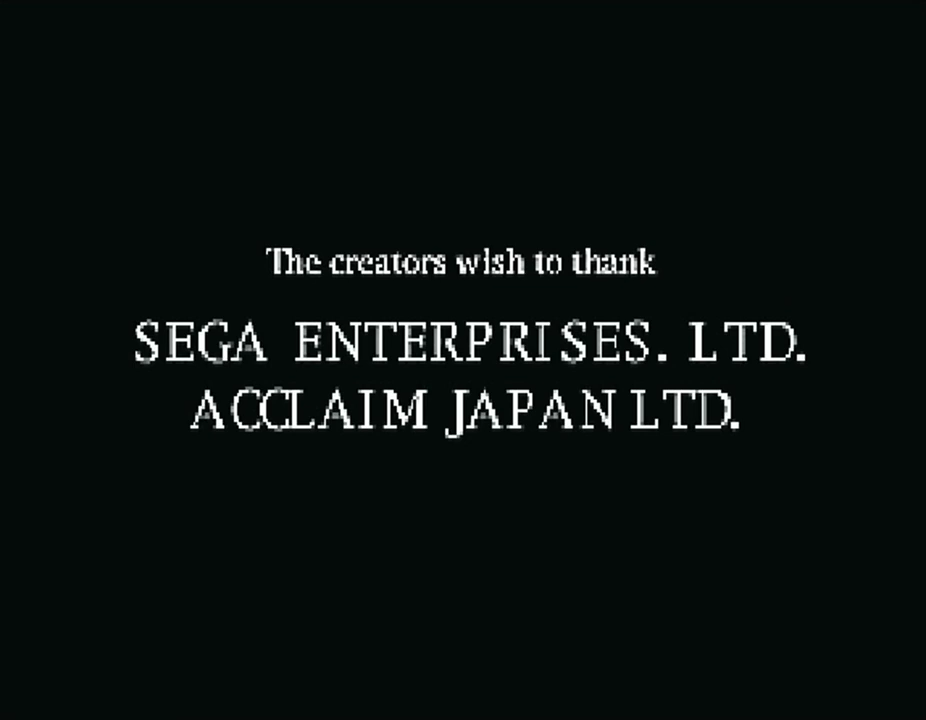 The creators wish to thank
SEGA ENTERPRISES. LTD.
ACCLAIM JAPAN LTD.